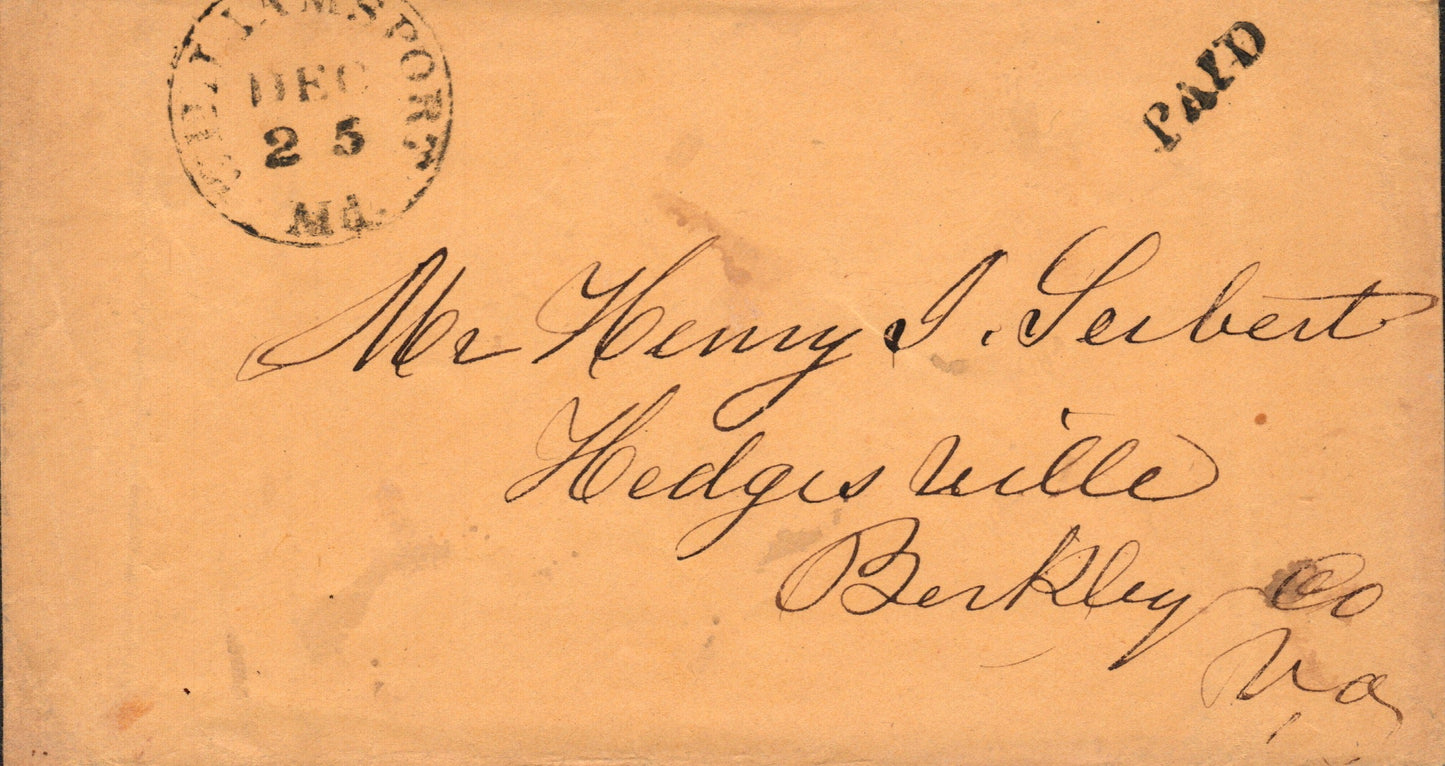 WILLIAMSPORT
DEC
25
Md.
PAID
Mr Henry J. Seibert
Hedgesville
Berkley Co
Va